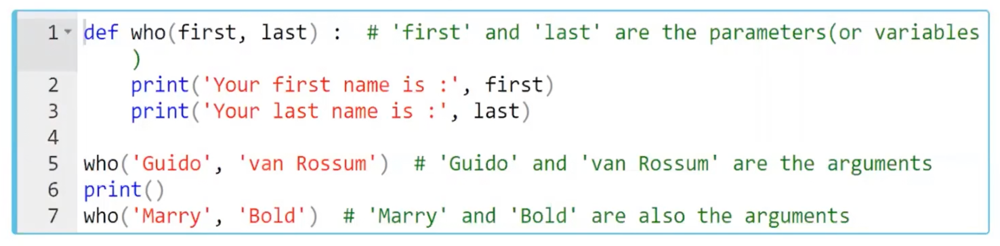 1 def who(first, last) :  # 'first' and 'last' are the parameters(or variables
)
2 print('Your first name is :', first)
3 print('Your last name is :', last)
4
5 who('Guido', 'van Rossum')  # 'Guido' and 'van Rossum' are the arguments
6 print()
7 who('Marry', 'Bold')  # 'Marry' and 'Bold' are also the arguments